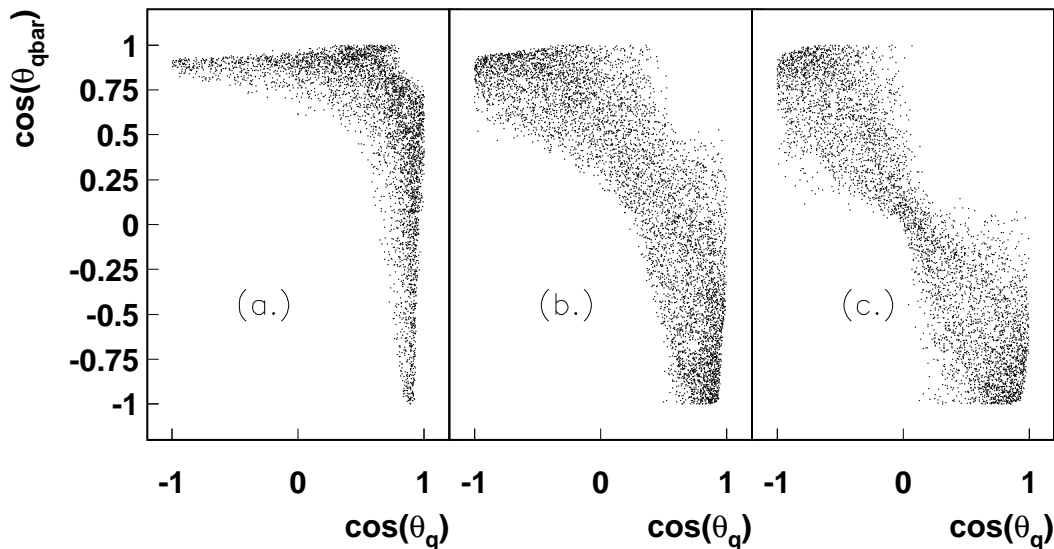 cos(θqbar)
1
0.75
0.5
0.25
0
-0.25
-0.5
-0.75
-1
(a.) (b.) (c.)
-1 0 1 -1 0 1 -1 0 1
cos(θq) cos(θq) cos(θq)